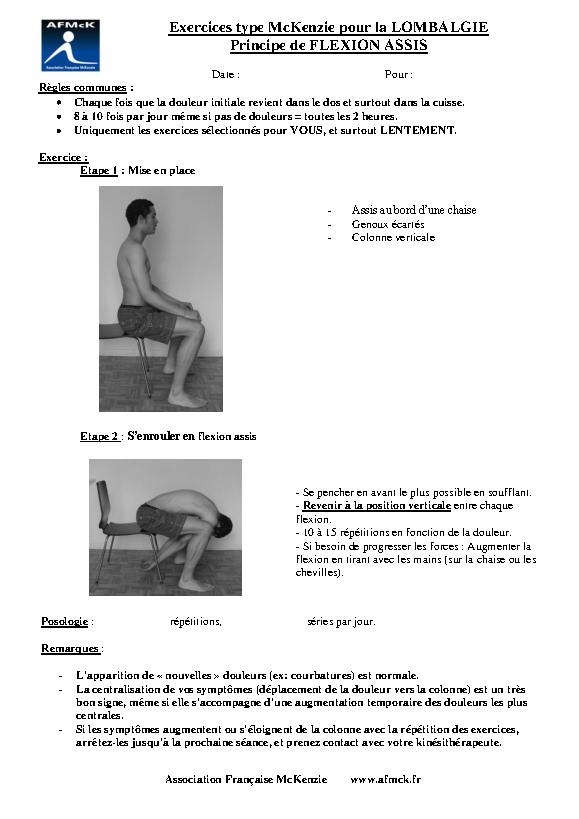 AFMcK
Association Française McKenzie
Exercices type McKenzie pour la LOMBALGIE
Principe de FLEXION ASSIS
Date : Pour :
Règles communes :
• Chaque fois que la douleur initiale revient dans le dos et surtout dans la cuisse.
• 8 à 10 fois par jour même si pas de douleurs = toutes les 2 heures.
• Uniquement les exercices sélectionnés pour VOUS, et surtout LENTEMENT.
Exercice :
Etape 1 : Mise en place
- Assis au bord d'une chaise
- Genoux écartés
- Colonne verticale
Etape 2 : S'enrouler en flexion assis
- Se pencher en avant le plus possible en soufflant.
- Revenir à la position verticale entre chaque
flexion.
- 10 à 15 répétitions en fonction de la douleur.
- Si besoin de progresser les forces : Augmenter la
flexion en tirant avec les mains (sur la chaise ou les
chevilles).
Posologie : répétitions, séries par jour.
Remarques :
- L'apparition de « nouvelles » douleurs (ex: courbatures) est normale.
- La centralisation de vos symptômes (déplacement de la douleur vers la colonne) est un très
bon signe, même si elle s'accompagne d'une augmentation temporaire des douleurs les plus
centrales.
- Si les symptômes augmentent ou s'éloignent de la colonne avec la répétition des exercices,
arrêtez-les jusqu'à la prochaine séance, et prenez contact avec votre kinésithérapeute.
Association Française McKenzie www.afmck.fr